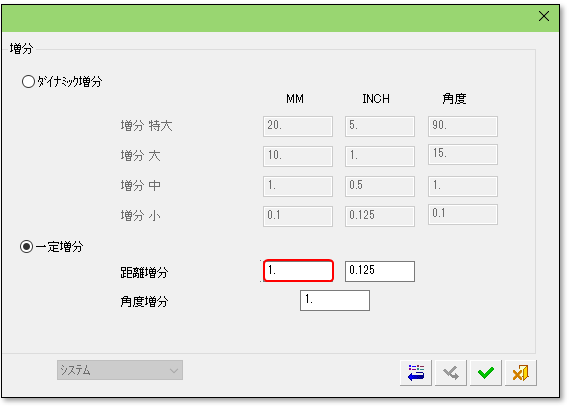 増分
ダイナミック増分
MM INCH 角度
増分 特大 20. 5. 90.
増分 大 10. 1. 15.
増分 中 1. 0.5 1.
増分 小 0.1 0.125 0.1
一定増分
距離増分 1. 0.125
角度増分 1.
システム